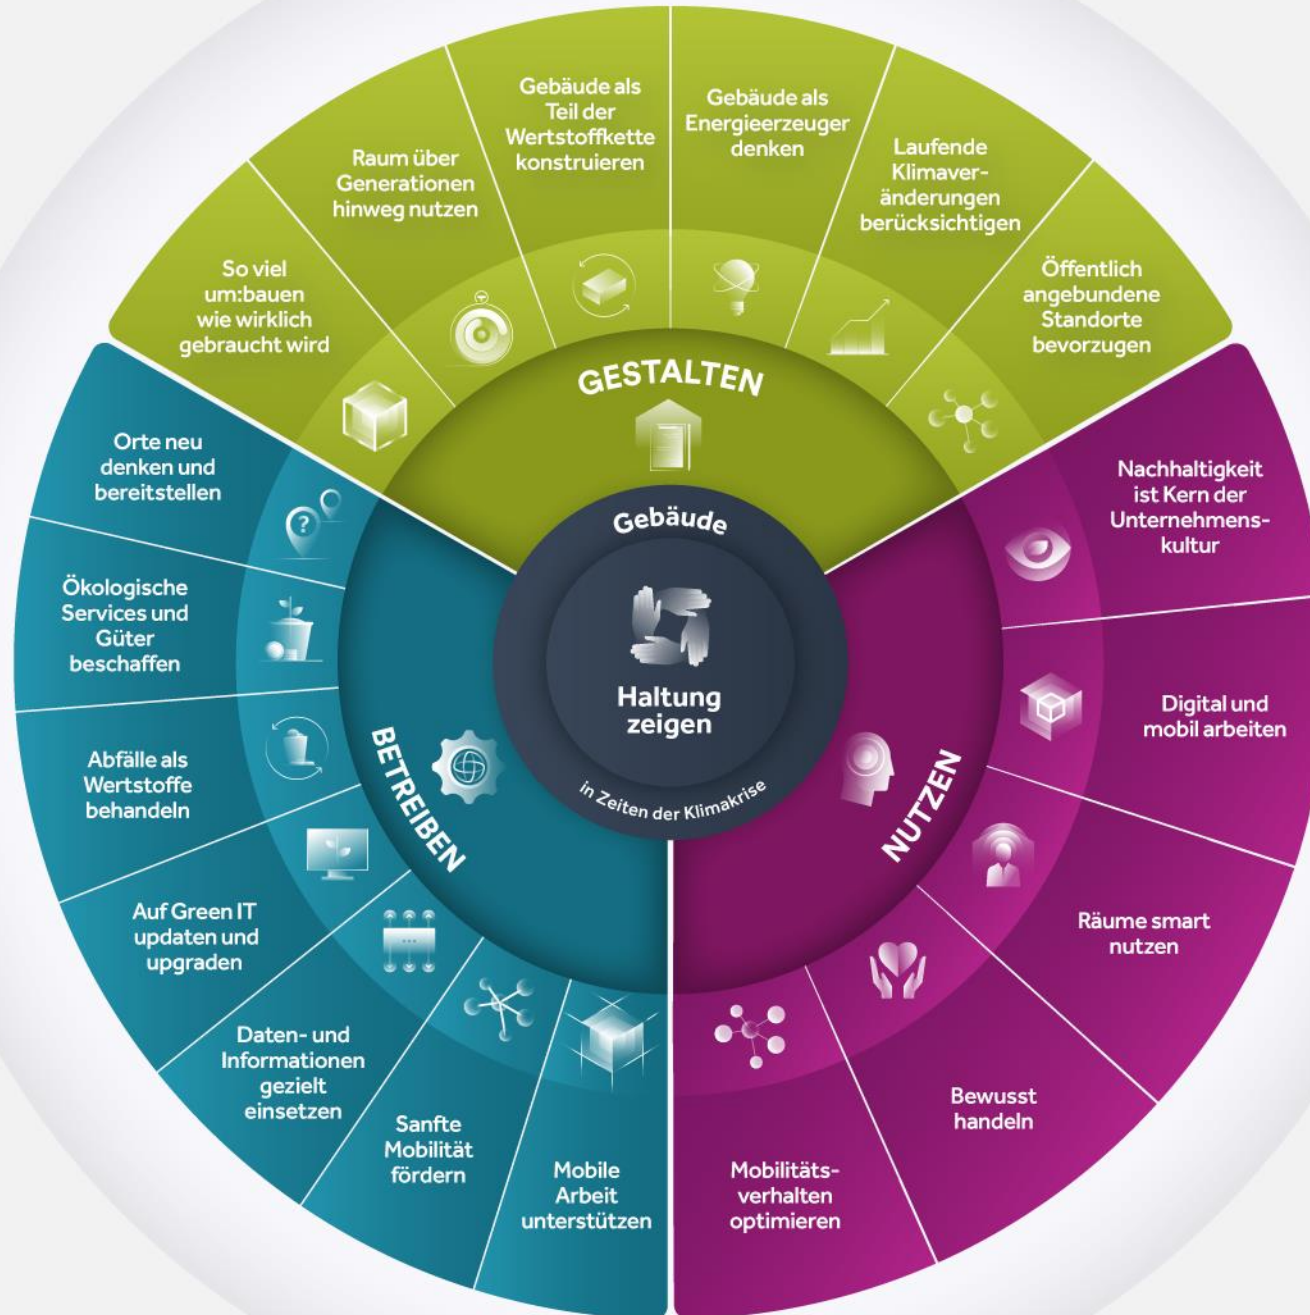 Gebäude als
Teil der
Wertstoffkette
konstruieren
Gebäude als
Energieerzeuger
denken
Laufende
Klimaver-
änderungen
berücksichtigen
Öffentlich
angebundene
Standorte
bevorzugen
Raum über
Generationen
hinweg nutzen
So viel
um:bauen
wie wirklich
gebraucht wird
GESTALTEN
Gebäude
Haltung
zeigen
in Zeiten der Klimakrise
NUTZEN
Nachhaltigkeit
ist Kern der
Unternehmens-
kultur
Digital und
mobil arbeiten
Räume smart
nutzen
Bewusst
handeln
Mobilitäts-
verhalten
optimieren
BETREIBEN
Orte neu
denken und
bereitstellen
?
Ökologische
Services und
Güter
beschaffen
Abfälle als
Wertstoffe
behandeln
Auf Green IT
updaten und
upgraden
Daten- und
Informationen
gezielt
einsetzen
Sanfte
Mobilität
fördern
Mobile
Arbeit
unterstützen